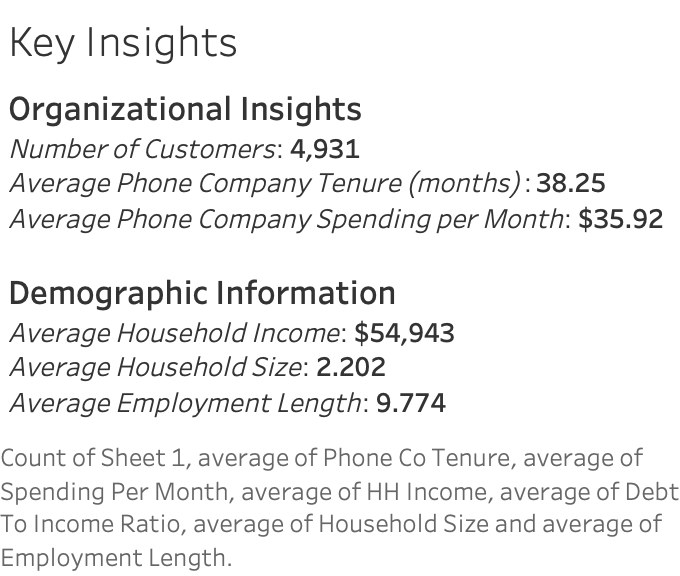 Key Insights
Organizational Insights
Number of Customers: 4,931
Average Phone Company Tenure (months) : 38.25
Average Phone Company Spending per Month: $35.92
Demographic Information
Average Household Income: $54,943
Average Household Size: 2.202
Average Employment Length: 9.774
Count of Sheet 1, average of Phone Co Tenure, average of
Spending Per Month, average of HH Income, average of Debt
To Income Ratio, average of Household Size and average of
Employment Length.